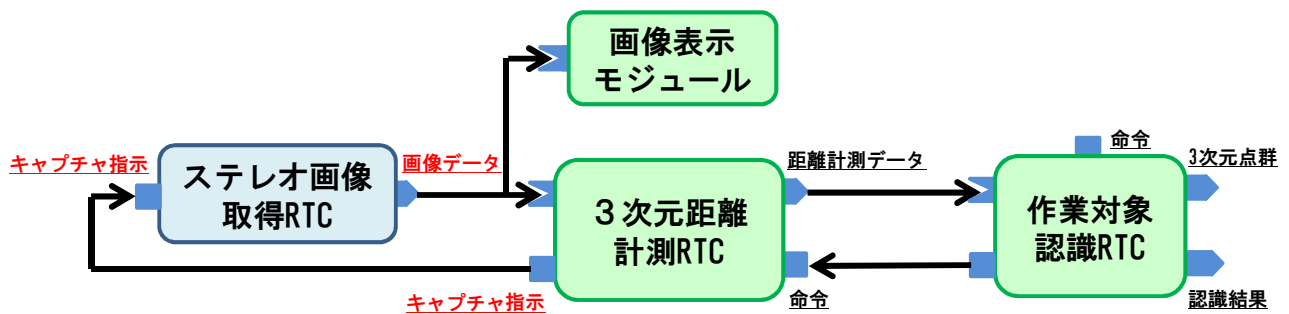 画像表示
モジュール
キャプチャ指示
ステレオ画像
取得RTC
画像データ
３次元距離
計測RTC
キャプチャ指示
距離計測データ
命令
命令
作業対象
認識RTC
3次元点群
認識結果